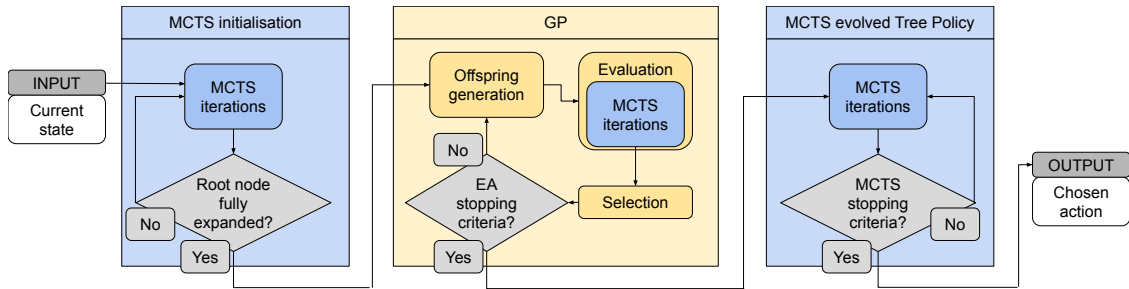 MCTS initialisation
INPUT
Current
state
MCTS
iterations
Root node
fully
expanded?
No
Yes
GP
Offspring
generation
Evaluation
MCTS
iterations
No
EA
stopping
criteria?
Selection
Yes
MCTS evolved Tree Policy
MCTS
iterations
MCTS
stopping
criteria?
No
Yes
OUTPUT
Chosen
action